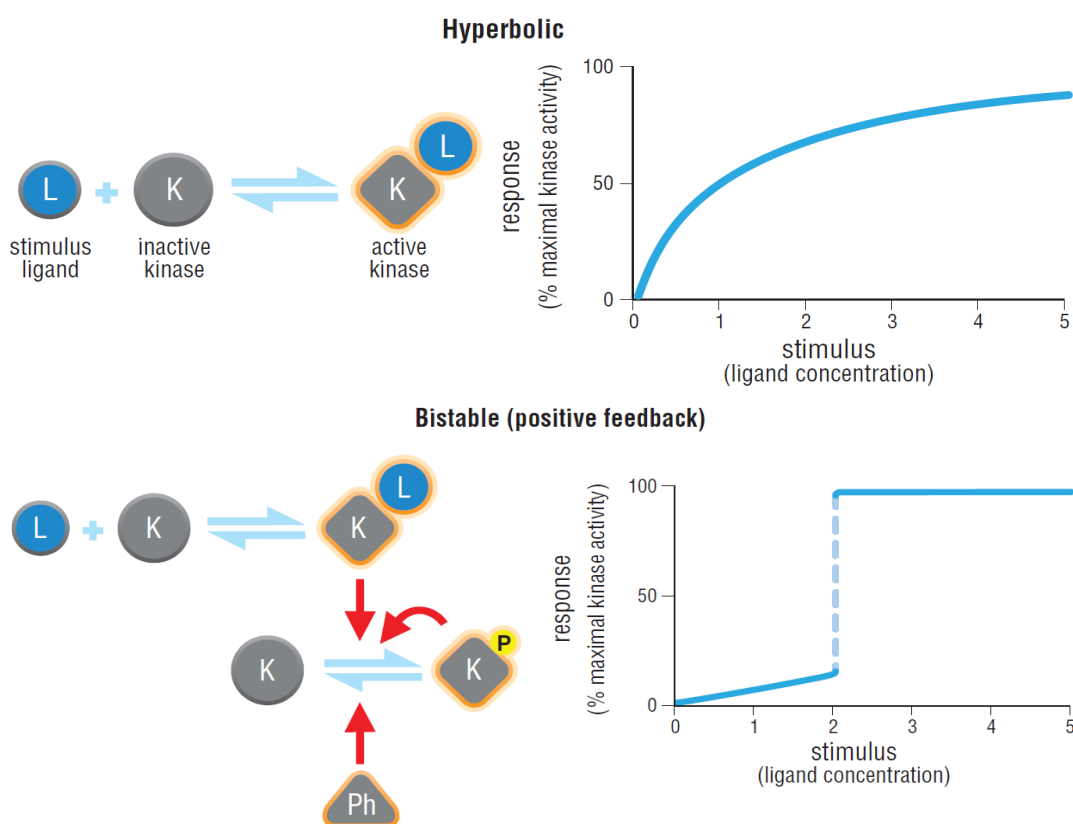 Hyperbolic
L
K
L
K
stimulus
ligand
inactive
kinase
active
kinase
response
(% maximal kinase activity)
100
50
0
0 1 2 3 4 5
stimulus
(ligand concentration)
Bistable (positive feedback)
L
K
L
K
K
K
P
Ph
response
(% maximal kinase activity)
100
50
0
0 1 2 3 4 5
stimulus
(ligand concentration)